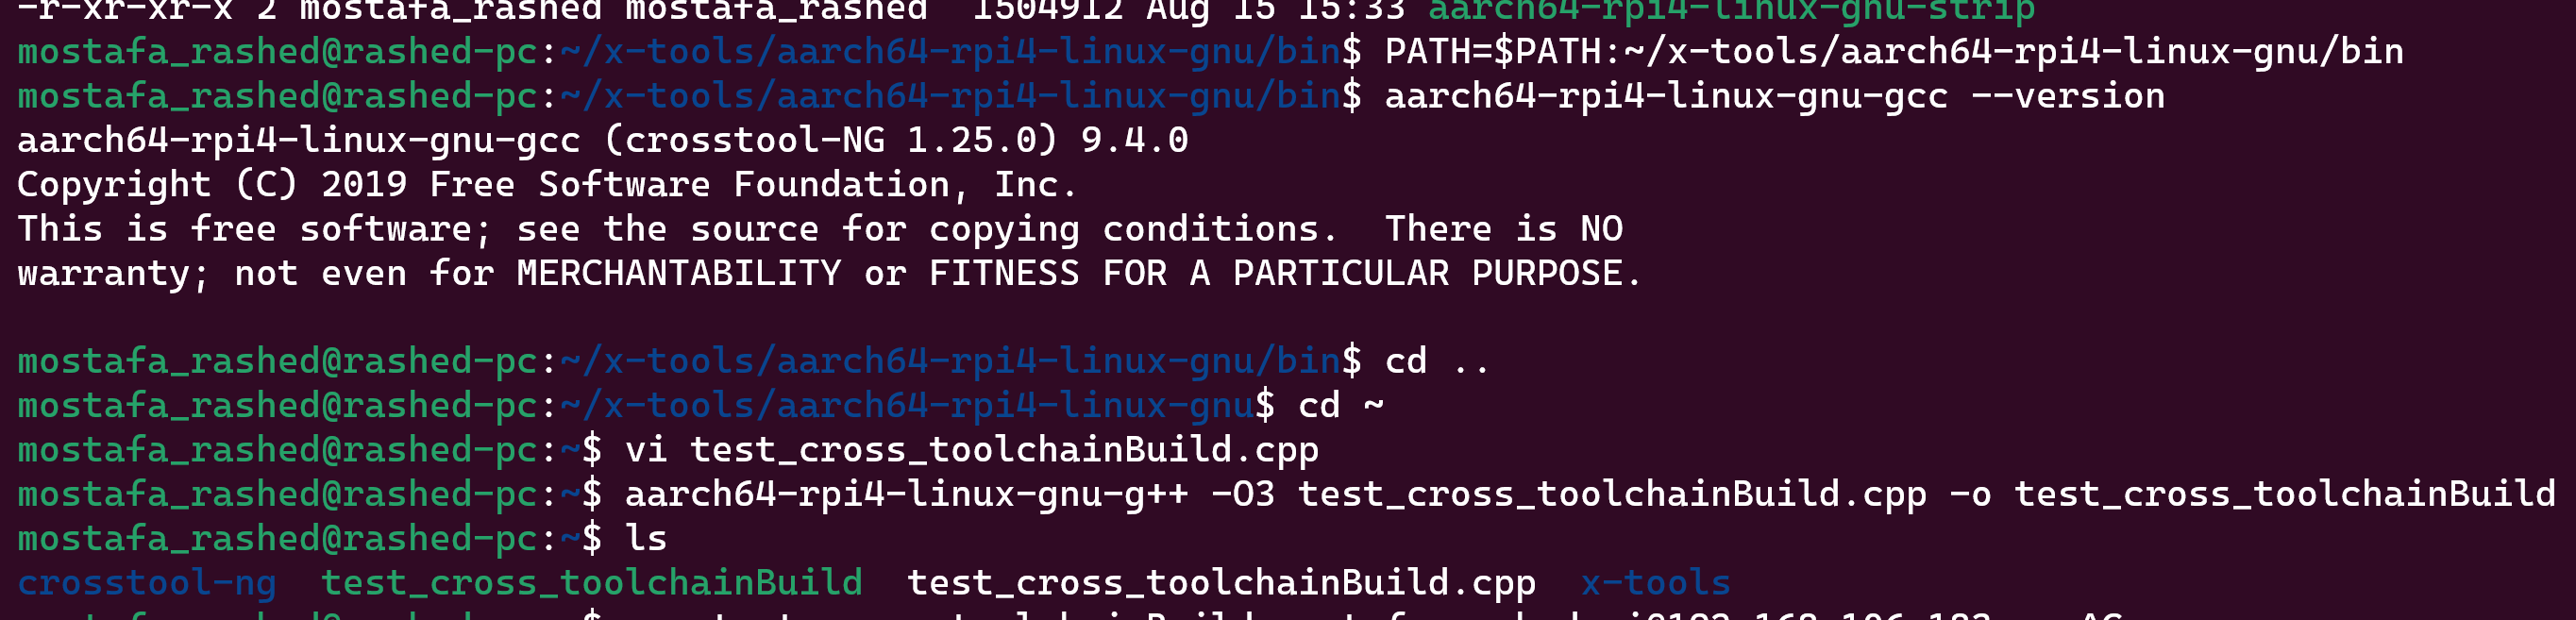 -r-xr-xr-x 2 mostafa_rashed mostafa_rashed  1504912 Aug 15 15:33 aarch64-rpi4-linux-gnu-strip
mostafa_rashed@rashed-pc:~/x-tools/aarch64-rpi4-linux-gnu/bin$ PATH=$PATH:~/x-tools/aarch64-rpi4-linux-gnu/bin
mostafa_rashed@rashed-pc:~/x-tools/aarch64-rpi4-linux-gnu/bin$ aarch64-rpi4-linux-gnu-gcc --version
aarch64-rpi4-linux-gnu-gcc (crosstool-NG 1.25.0) 9.4.0
Copyright (C) 2019 Free Software Foundation, Inc.
This is free software; see the source for copying conditions.  There is NO
warranty; not even for MERCHANTABILITY or FITNESS FOR A PARTICULAR PURPOSE.
mostafa_rashed@rashed-pc:~/x-tools/aarch64-rpi4-linux-gnu/bin$ cd ..
mostafa_rashed@rashed-pc:~/x-tools/aarch64-rpi4-linux-gnu$ cd ~
mostafa_rashed@rashed-pc:~$ vi test_cross_toolchainBuild.cpp
mostafa_rashed@rashed-pc:~$ aarch64-rpi4-linux-gnu-g++ -O3 test_cross_toolchainBuild.cpp -o test_cross_toolchainBuild
mostafa_rashed@rashed-pc:~$ ls
crosstool-ng  test_cross_toolchainBuild  test_cross_toolchainBuild.cpp  x-tools